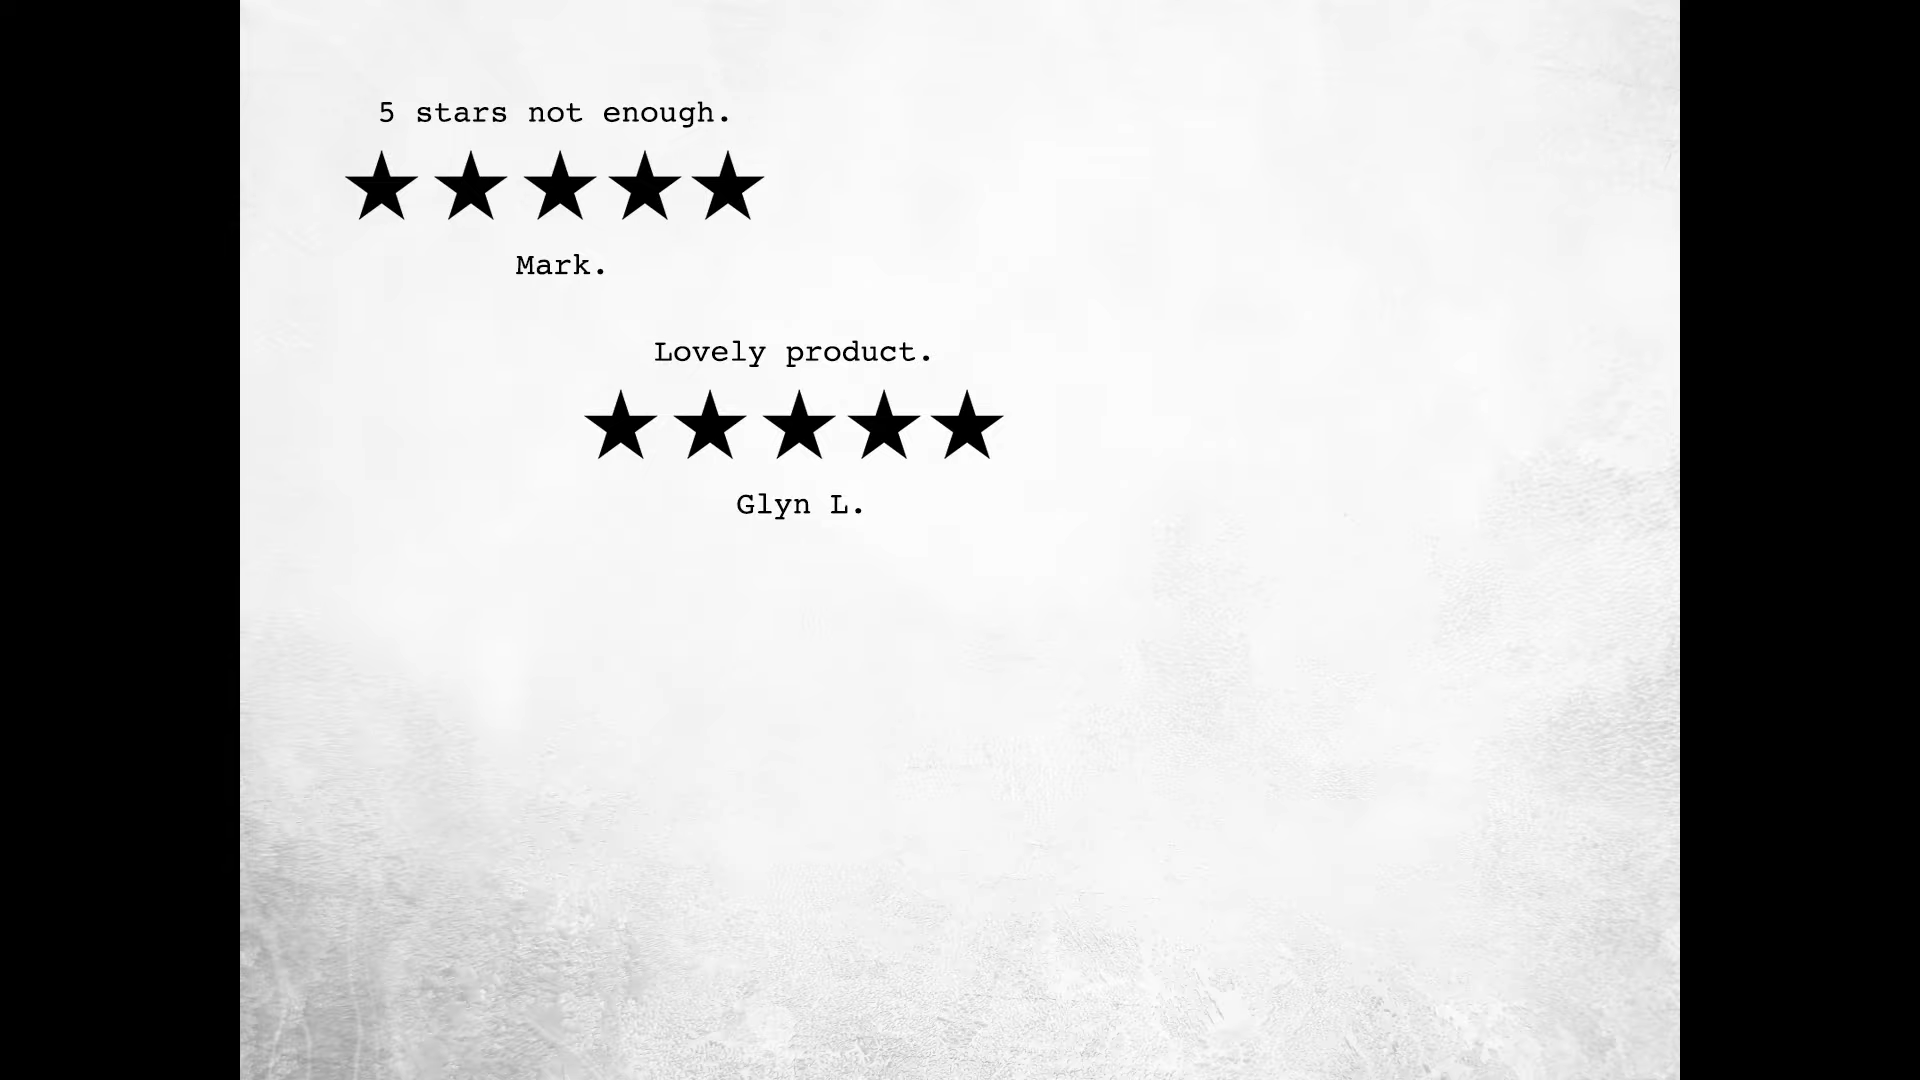 5 stars not enough.
★★★★★
Mark.
Lovely product.
★★★★★
Glyn L.